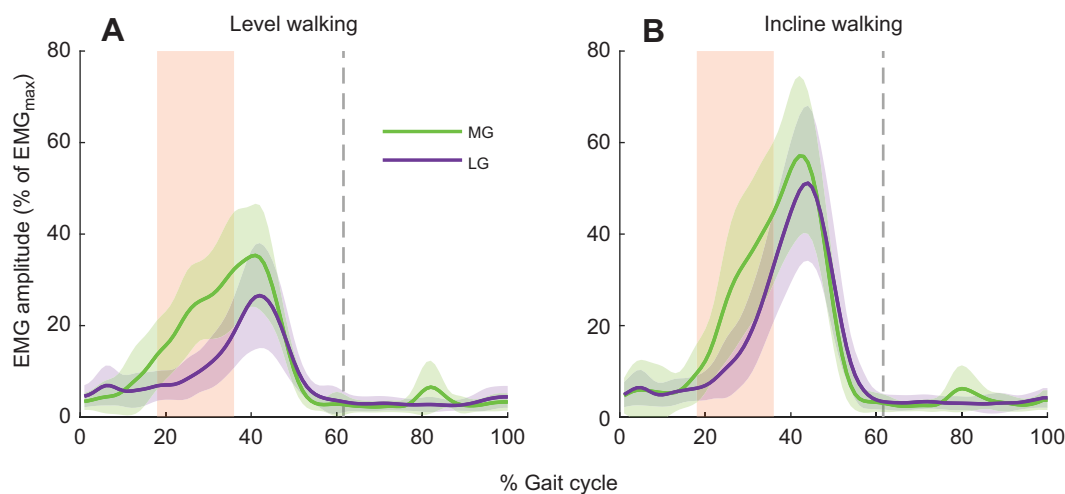 A
Level walking
B
Incline walking
EMG amplitude (% of EMGmax)
80
60
40
20
0
MG
LG
0 20 40 60 80 100
80
60
40
20
0
0 20 40 60 80 100
% Gait cycle